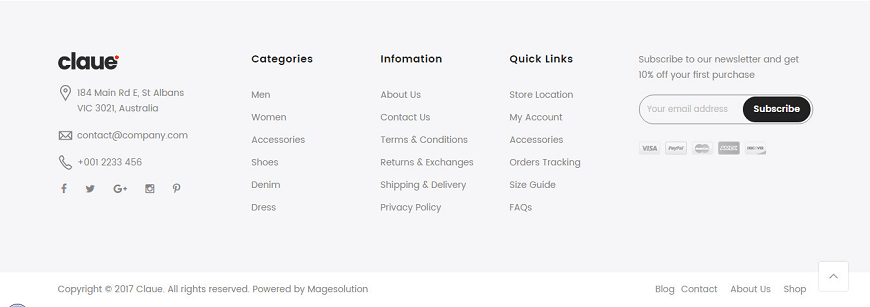 claue
184 Main Rd E, St Albans
VIC 3021, Australia
contact@company.com
+001 2233 456
Categories
Men
Women
Accessories
Shoes
Denim
Dress
Infomation
About Us
Contact Us
Terms & Conditions
Returns & Exchanges
Shipping & Delivery
Privacy Policy
Quick Links
Store Location
My Account
Accessories
Orders Tracking
Size Guide
FAQs
Subscribe to our newsletter and get
10% off your first purchase
Your email address Subscribe
VISA PayPal
Copyright © 2017 Claue. All rights reserved. Powered by Magesolution
Blog Contact About Us Shop